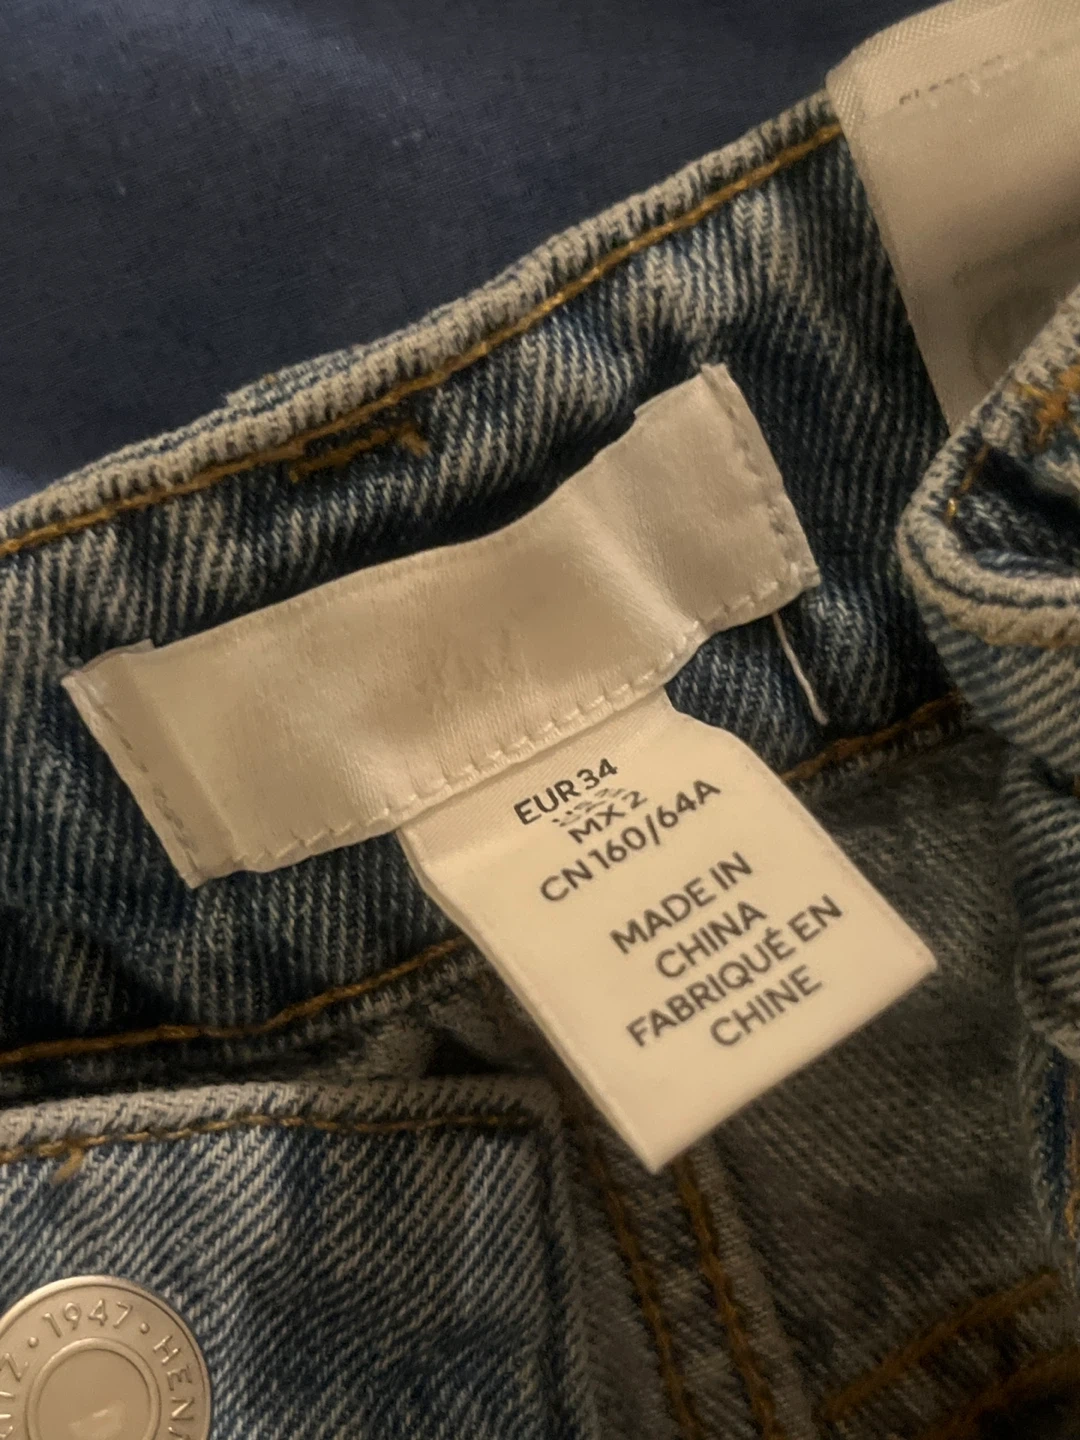 EUR 34
MX 2
CN 160/64A
MADE IN
CHINA
FABRIQUÉ EN
CHINE
· 1947 ·